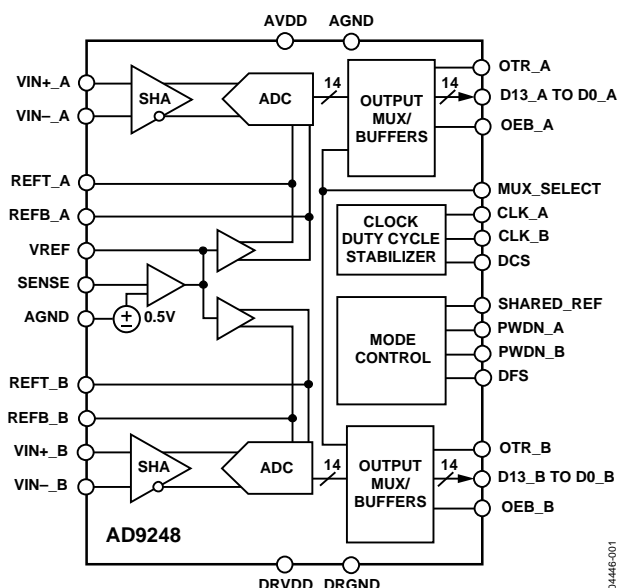 AVDD AGND
VIN+_A
VIN–_A
SHA
ADC
14
OUTPUT
MUX/
BUFFERS
14
OTR_A
D13_A TO D0_A
OEB_A
REFT_A
REFB_A
VREF
SENSE
AGND
0.5V
MUX_SELECT
CLOCK
DUTY CYCLE
STABILIZER
CLK_A
CLK_B
DCS
MODE
CONTROL
SHARED_REF
PWDN_A
PWDN_B
DFS
REFT_B
REFB_B
VIN+_B
VIN–_B
SHA
ADC
14
OUTPUT
MUX/
BUFFERS
14
OTR_B
D13_B TO D0_B
OEB_B
AD9248
DRVDD DRGND
04446-001